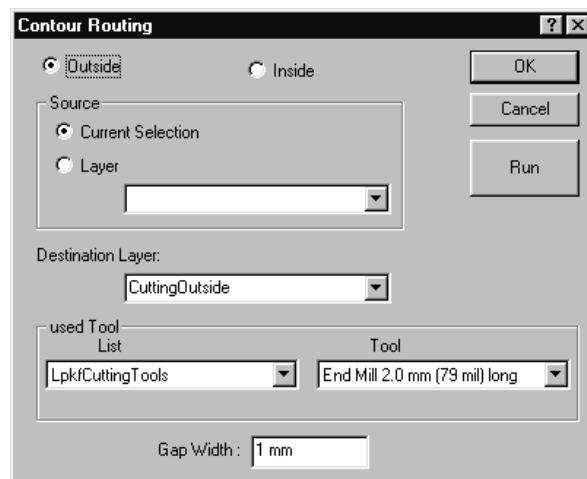 Contour Routing
Outside
Inside
OK
Source
Current Selection
Cancel
Layer
Run
Destination Layer:
CuttingOutside
used Tool
List
Tool
LpkfCuttingTools
End Mill 2.0 mm (79 mil) long
Gap Width :
1 mm